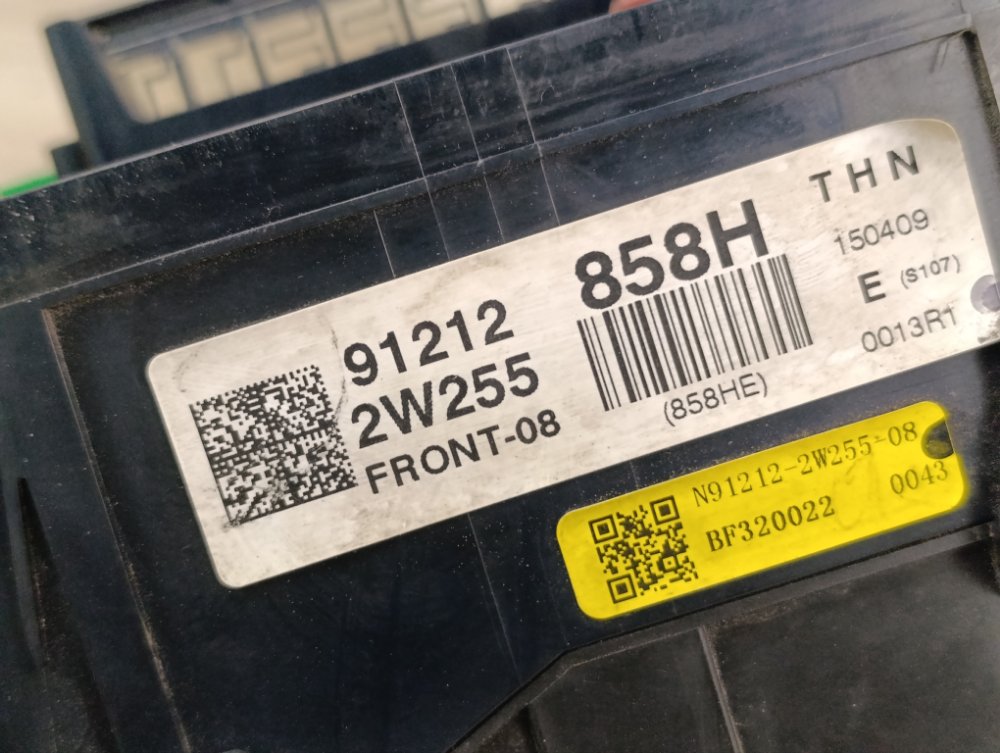 91212
2W255
FRONT-08
858H
(858HE)
THN
150409
E (S107)
0013R1
N91212-2W255-08
BF320022 0043